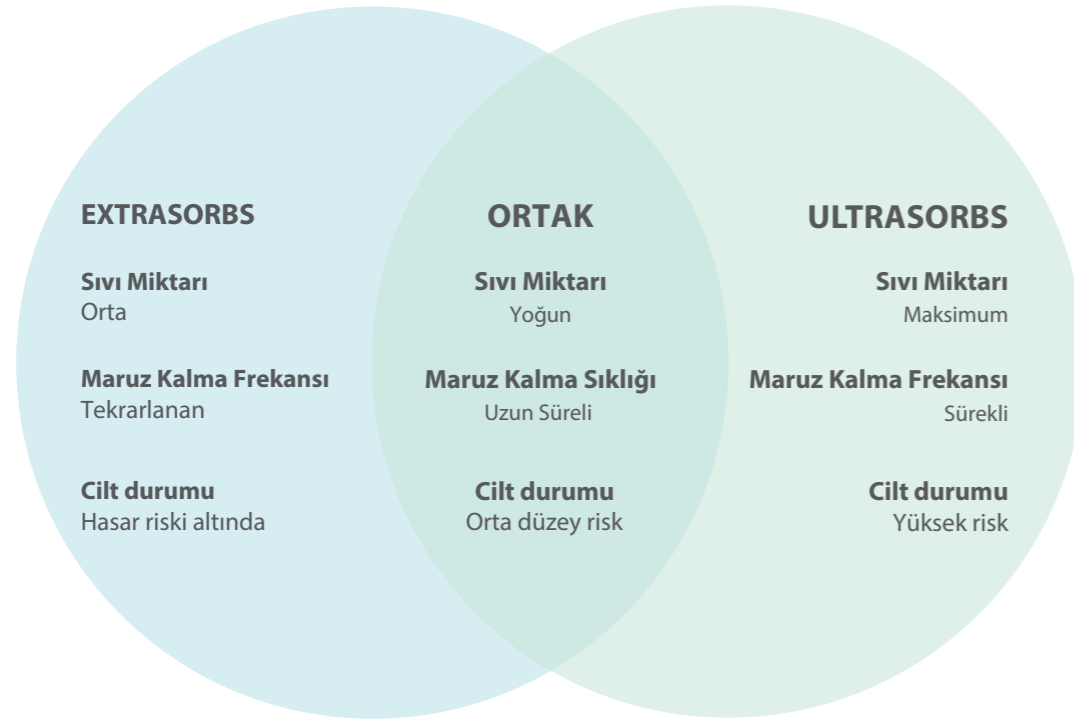 EXTRASORBS
Sıvı Miktarı
Orta
Maruz Kalma Frekansı
Tekrarlanan
Cilt durumu
Hasar riski altında
ORTAK
Sıvı Miktarı
Yoğun
Maruz Kalma Sıklığı
Uzun Süreli
Cilt durumu
Orta düzey risk
ULTRASORBS
Sıvı Miktarı
Maksimum
Maruz Kalma Frekansı
Sürekli
Cilt durumu
Yüksek risk